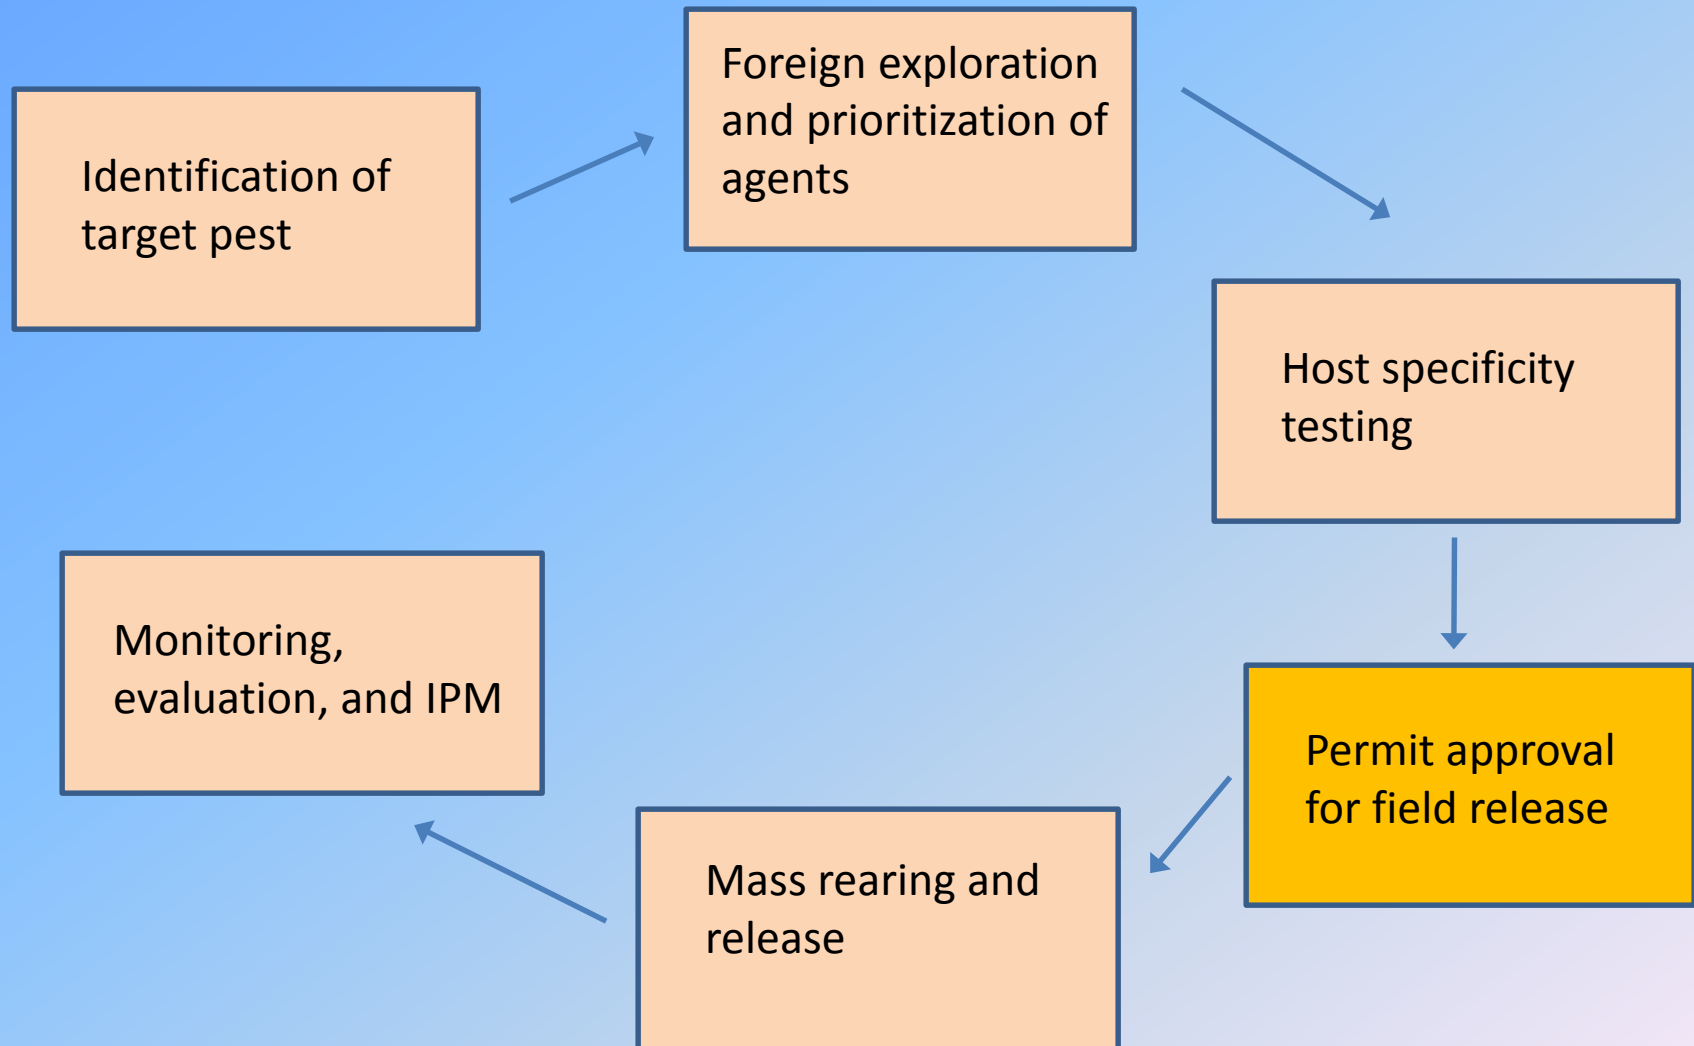 Identification of
target pest
Foreign exploration
and prioritization of
agents
Host specificity
testing
Permit approval
for field release
Mass rearing and
release
Monitoring,
evaluation, and IPM